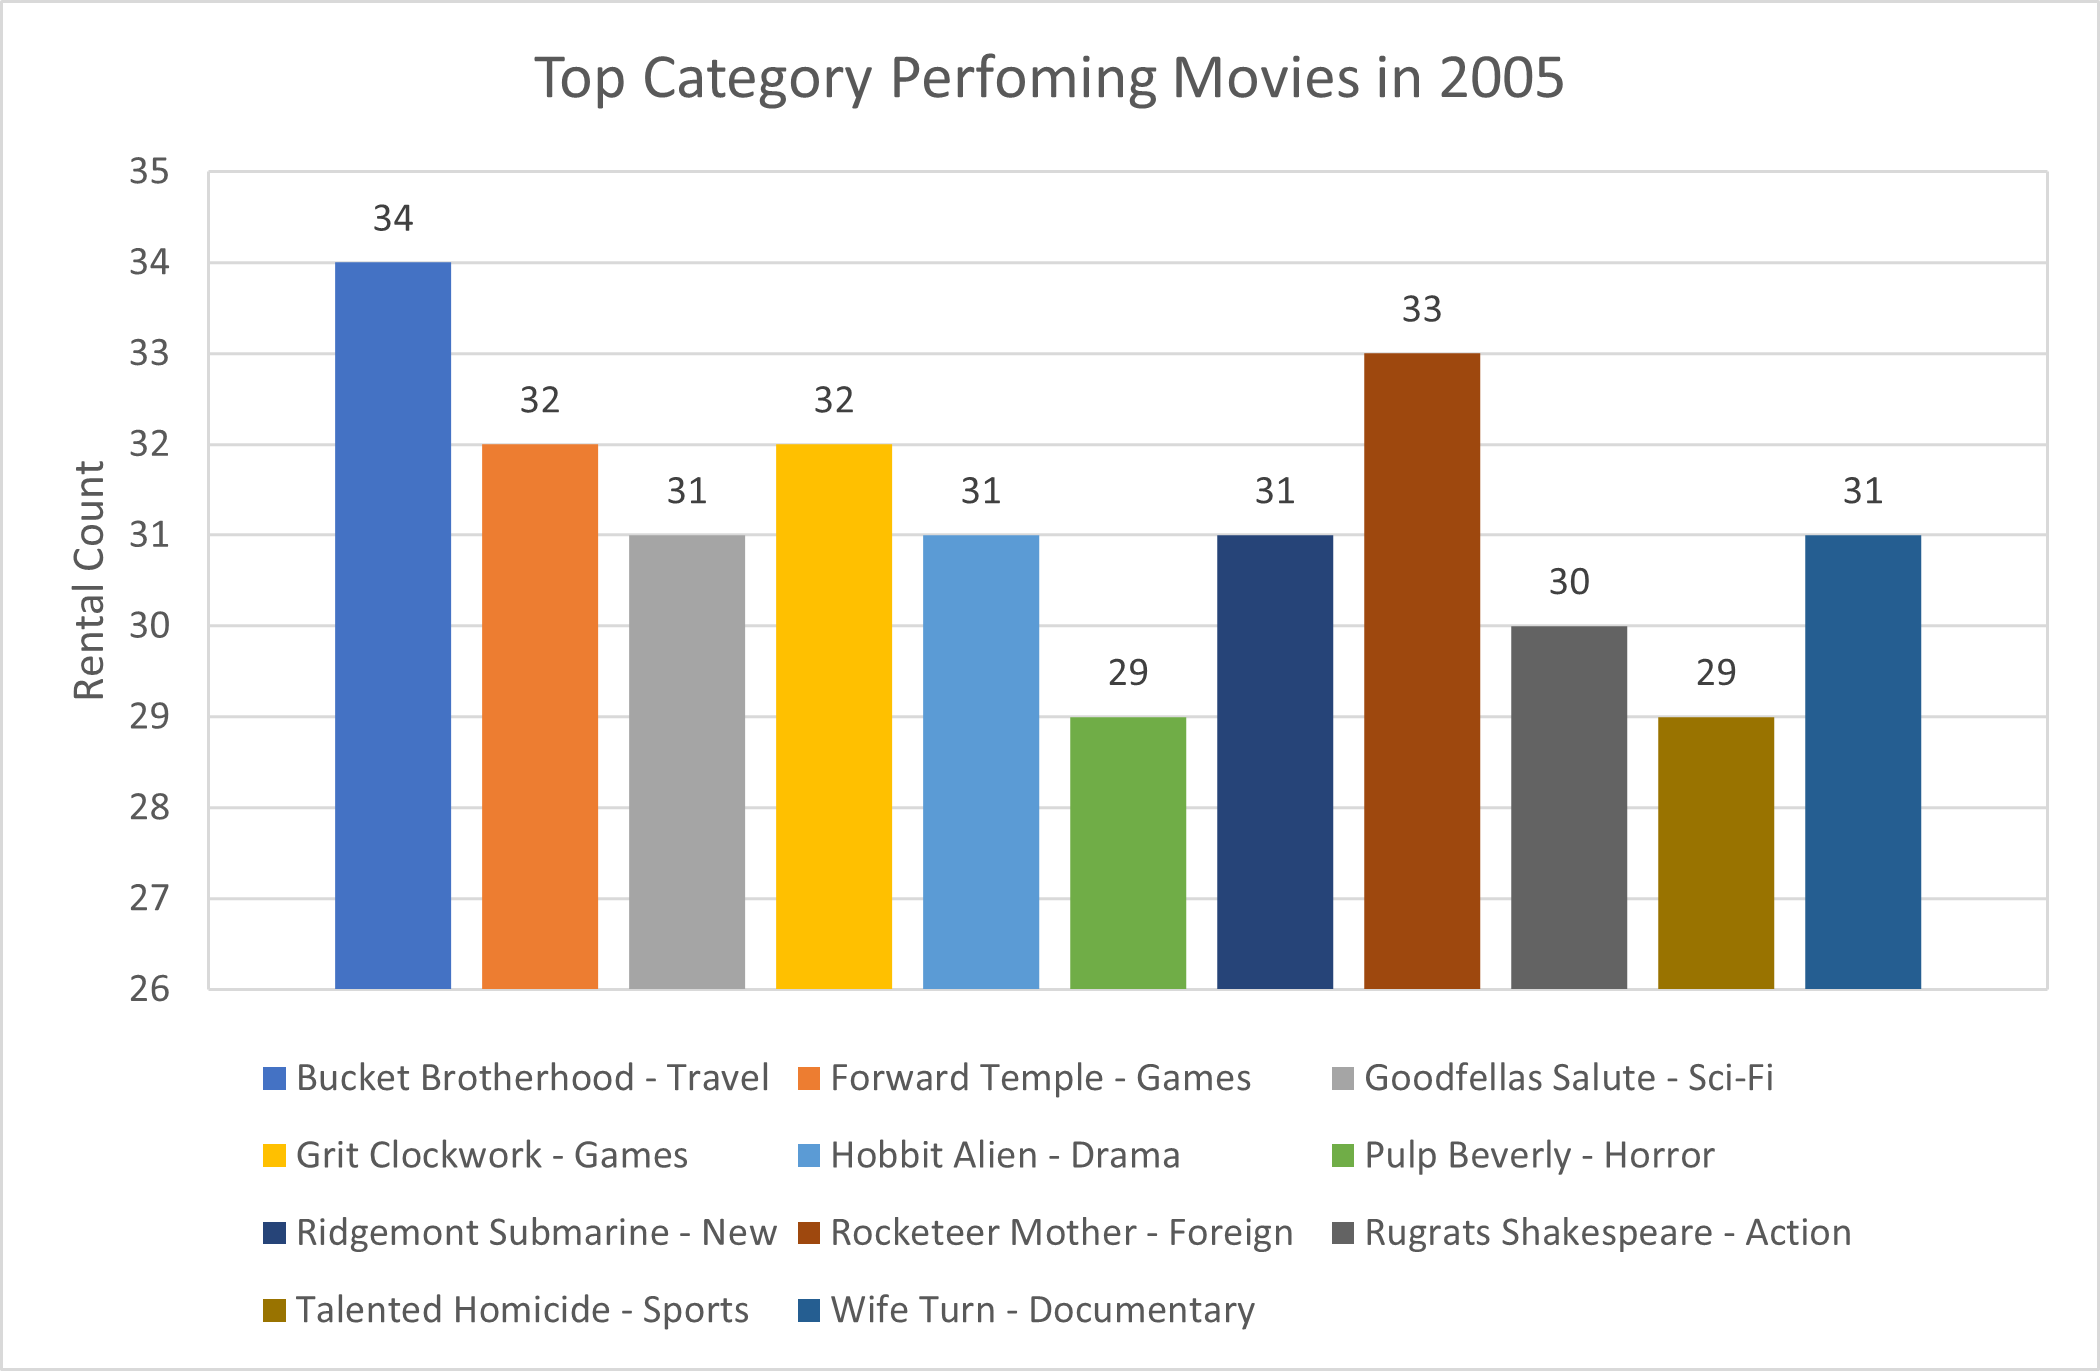 Top Category Perfoming Movies in 2005
35
34
33
32
31
30
29
28
27
26
Rental Count
34
32
31
32
31
29
31
33
30
29
31
Bucket Brotherhood - Travel
Forward Temple - Games
Goodfellas Salute - Sci-Fi
Grit Clockwork - Games
Hobbit Alien - Drama
Pulp Beverly - Horror
Ridgemont Submarine - New
Rocketeer Mother - Foreign
Rugrats Shakespeare - Action
Talented Homicide - Sports
Wife Turn - Documentary